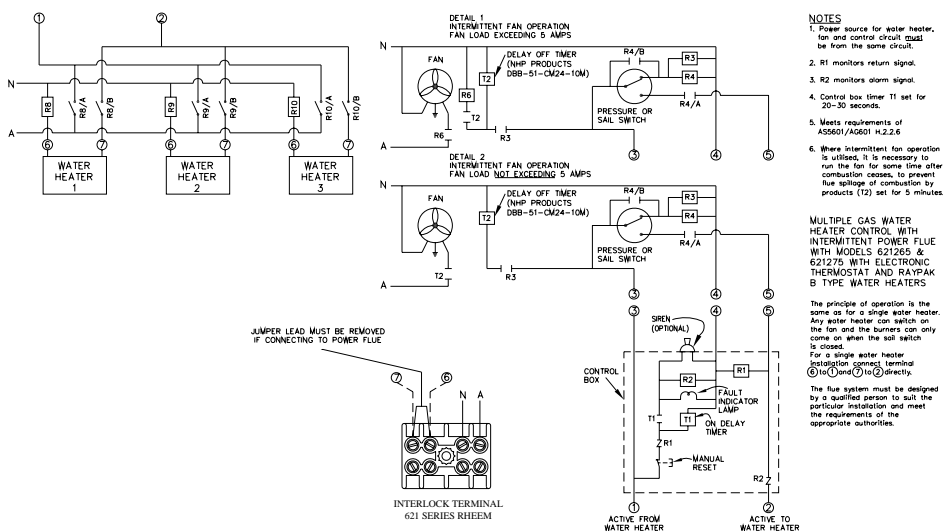 1
2
N
A
R8
R8/A
R8/B
R9
R9/A
R9/B
R10
R10/A
R10/B
6
7
6
7
6
7
WATER
HEATER
1
WATER
HEATER
2
WATER
HEATER
3
DETAIL 1
INTERMITTENT FAN OPERATION
FAN LOAD EXCEEDING 5 AMPS
N
FAN
R6
T2
DELAY OFF TIMER
(NHP PRODUCTS
DBB-51-CM24-10M)
T2
R6
R3
A
R4/B
R3
R4
R4/A
PRESSURE OR
SAIL SWITCH
3
4
5
DETAIL 2
INTERMITTENT FAN OPERATION
FAN LOAD NOT EXCEEDING 5 AMPS
N
FAN
T2
DELAY OFF TIMER
(NHP PRODUCTS
DBB-51-CM24-10M)
T2
R3
A
R4/B
R3
R4
R4/A
PRESSURE OR
SAIL SWITCH
3
4
5
3
4
5
SIREN
(OPTIONAL)
CONTROL
BOX
R1
R2
FAULT
INDICATOR
LAMP
T1
T1
ON DELAY
TIMER
R1
MANUAL
RESET
R2
1
2
ACTIVE FROM
WATER HEATER
ACTIVE TO
WATER HEATER
JUMPER LEAD MUST BE REMOVED
IF CONNECTING TO POWER FLUE
7
6
N
A
INTERLOCK TERMINAL
621 SERIES RHEEM
NOTES
1. Power source for water heater,
fan and control circuit must
be from the same circuit.
2. R1 monitors return signal.
3. R2 monitors alarm signal.
4. Control box timer T1 set for
20-30 seconds.
5. Meets requirements of
AS5601/AG601 H.2.2.6
6. Where intermittent fan operation
is utilised, it is necessary to
run the fan for some time after
combustion ceases, to prevent
flue spillage of combustion by
products (T2) set for 5 minutes.
MULTIPLE GAS WATER
HEATER CONTROL WITH
INTERMITTENT POWER FLUE
WITH MODELS 621265 &
621275 WITH ELECTRONIC
THERMOSTAT AND RAYPAK
B TYPE WATER HEATERS
The principle of operation is the
same as for a single water heater.
Any water heater can switch on
the fan and the burners can only
come on when the sail switch
is closed.
For a single water heater
installation connect terminal
6 to 1 and 7 to 2 directly.
The flue system must be designed
by a qualified person to suit the
particular installation and meet
the requirements of the
appropriate authorities.